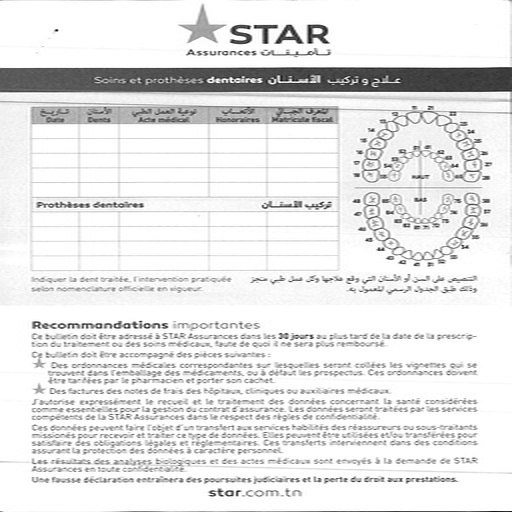 STAR
Assurances تأمينات
Soins et prothèses dentaires علاج و تركيب الأسنان
تاريخ الأسنان نوعية العمل الطبي الأتعاب المعرف الجبائي
Date Dents Acte médical Honoraires Matricule fiscal
Prothèses dentaires تركيب الأسنان
HAUT
BAS
Indiquer la dent traitée, l'intervention pratiquée
selon nomenclature officielle en vigueur.
التنصيص على السن أو الأسنان التي وقع علاجها وكل عمل طبي منجز
وذلك طبق الجدول الرسمي المعمول به.
Recommandations importantes
Ce bulletin doit être adressé à STAR Assurances dans les 30 jours au plus tard de la date de la prescrip-
tion du traitement ou des soins médicaux, faute de quoi il ne sera plus remboursé.
Ce bulletin doit être accompagné des pièces suivantes :
Des ordonnances médicales correspondantes sur lesquelles seront collées les vignettes qui se
trouvent dans l'emballage des médicaments, ou à défaut les prospectus. Ces ordonnances doivent
être tarifées par le pharmacien et porter son cachet.
Des factures des notes de frais des hôpitaux, cliniques ou auxiliaires médicaux.
J'autorise expressément le recueil et le traitement des données concernant la santé considérées
comme essentielles pour la gestion du contrat d'assurance. Les données seront traitées par les services
compétents de la STAR Assurances dans le respect des règles de confidentialité.
Ces données peuvent faire l'objet d'un transfert aux services habilités des réassureurs ou sous-traitants
missionnés pour recevoir et traiter ce type de données. Elles peuvent être utilisées et/ou transférées pour
satisfaire des obligations légales et réglementaires. Ces transferts interviennent dans des conditions
assurant la protection des données à caractère personnel.
Les résultats des analyses biologiques et des actes médicaux sont envoyés à la demande de STAR
Assurances en toute confidentialité.
Une fausse déclaration entraînera des poursuites judiciaires et la perte du droit aux prestations.
star.com.tn